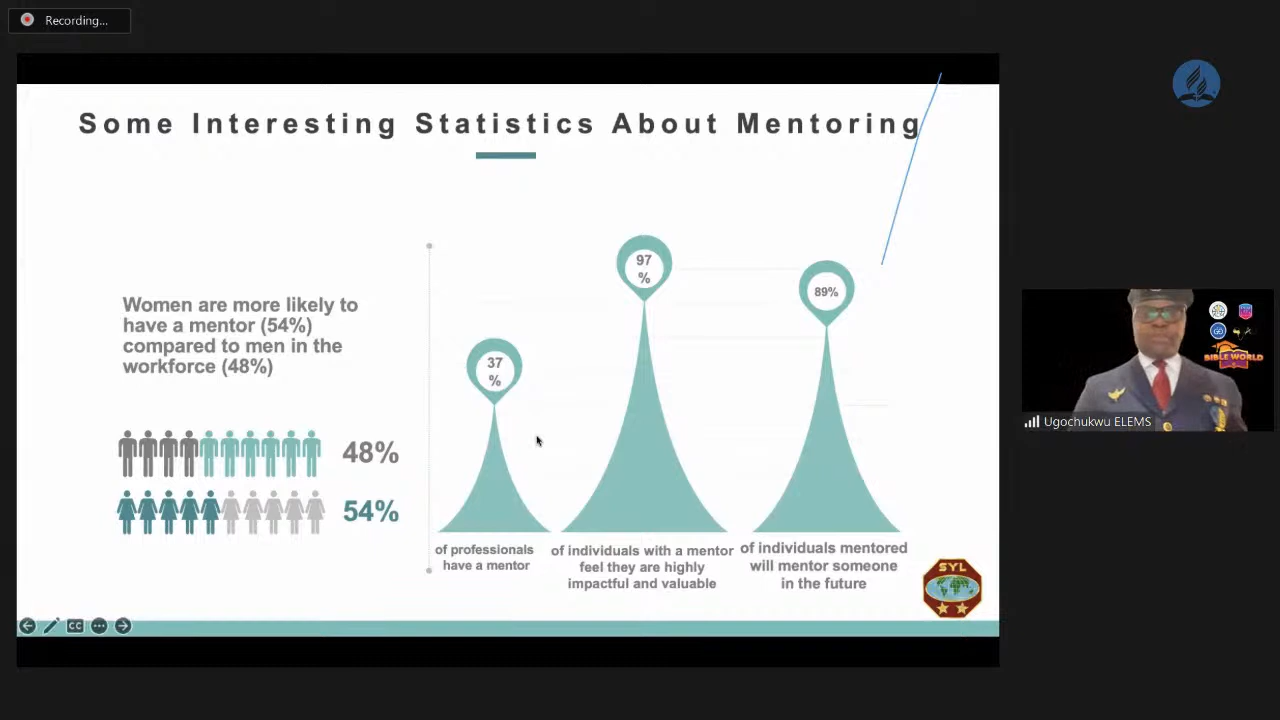 Recording...
Some Interesting Statistics About Mentoring
Women are more likely to
have a mentor (54%)
compared to men in the
workforce (48%)
48%
54%
37
%
97
%
89%
of professionals
have a mentor
of individuals with a mentor
feel they are highly
impactful and valuable
of individuals mentored
will mentor someone
in the future
SYL
CC
BIBLE WORLD
Ugochukwu ELEMS